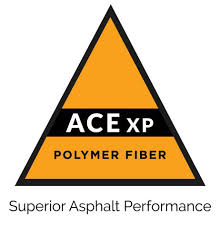 ACE XP
POLYMER FIBER
Superior Asphalt Performance